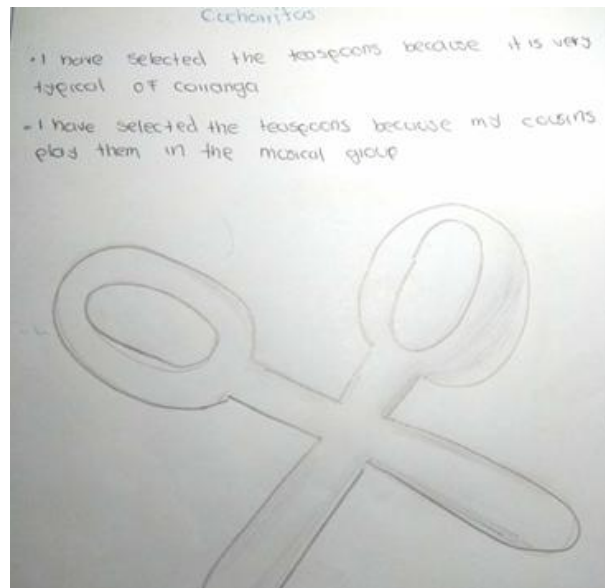 Cucharitas
• I have selected the teaspoons because it is very
typical of
- I have selected the teaspoons because my cousins
play them in the musical group